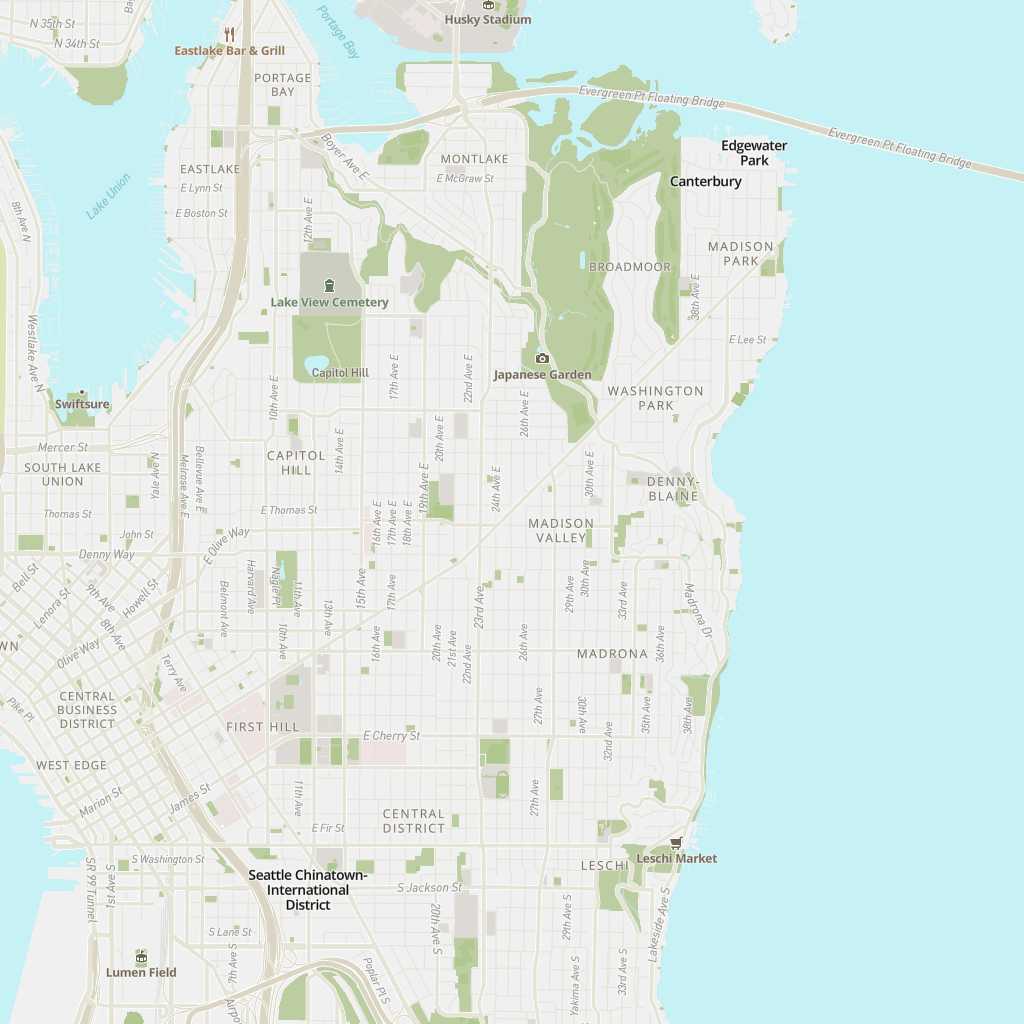 Husky Stadium
N 35th St
N 34th St
Portage Bay
Eastlake Bar & Grill
PORTAGE
BAY
Evergreen Pt Floating Bridge
Evergreen Pt Floating Bridge
Boyer Ave E
Edgewater
Park
Canterbury
MONTLAKE
E McGraw St
EASTLAKE
E Lynn St
E Boston St
Lake Union
8th Ave N
12th Ave E
MADISON
PARK
BROADMOOR
38th Ave E
Lake View Cemetery
Westlake Ave N
E Lee St
Japanese Garden
Capitol Hill
10th Ave E
17th Ave E
22nd Ave E
26th Ave E
WASHINGTON
PARK
Swiftsure
Mercer St
SOUTH LAKE
UNION
Yale Ave N
Melrose Ave E
Bellevue Ave E
CAPITOL
HILL
14th Ave E
20th Ave E
19th Ave E
24th Ave E
30th Ave E
DENNY-
BLAINE
Thomas St
John St
E Thomas St
E Olive Way
16th Ave E
17th Ave E
18th Ave E
MADISON
VALLEY
Denny Way
Bell St
Lenora St
9th Ave
8th Ave
Howell St
Olive Way
Belmont Ave
Harvard Ave
Nagle Pl
11th Ave
10th Ave
13th Ave
15th Ave
17th Ave
16th Ave
20th Ave
21st Ave
22nd Ave
23rd Ave
26th Ave
29th Ave
30th Ave
33rd Ave
36th Ave
Madrona Dr
MADRONA
WN
Terry Ave
CENTRAL
BUSINESS
DISTRICT
Pike Pl
FIRST HILL
E Cherry St
27th Ave
30th Ave
32nd Ave
35th Ave
38th Ave
WEST EDGE
Marion St
James St
11th Ave
E Fir St
CENTRAL
DISTRICT
27th Ave
Leschi Market
LESCHI
S Washington St
Seattle Chinatown-
International
District
S Jackson St
SR 99 Tunnel
1st Ave S
S Lane St
7th Ave S
Lumen Field
Airpo
Poplar Pl S
20th Ave S
29th Ave S
Yakima Ave S
33rd Ave S
Lakeside Ave S